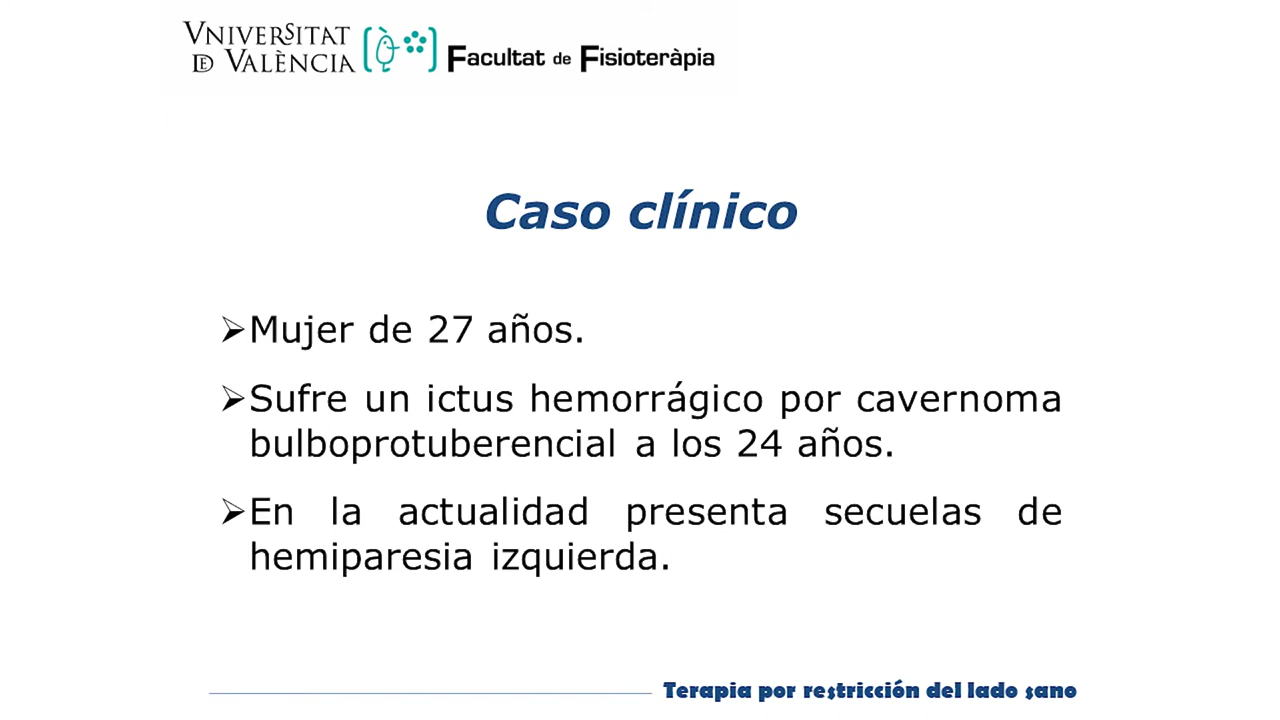 VNIVERSITAT
DE VALÈNCIA
Facultat de Fisioteràpia
Caso clínico
➢Mujer de 27 años.
➢Sufre un ictus hemorrágico por cavernoma
bulboprotuberencial a los 24 años.
➢En la actualidad presenta secuelas de
hemiparesia izquierda.
Terapia por restricción del lado sano